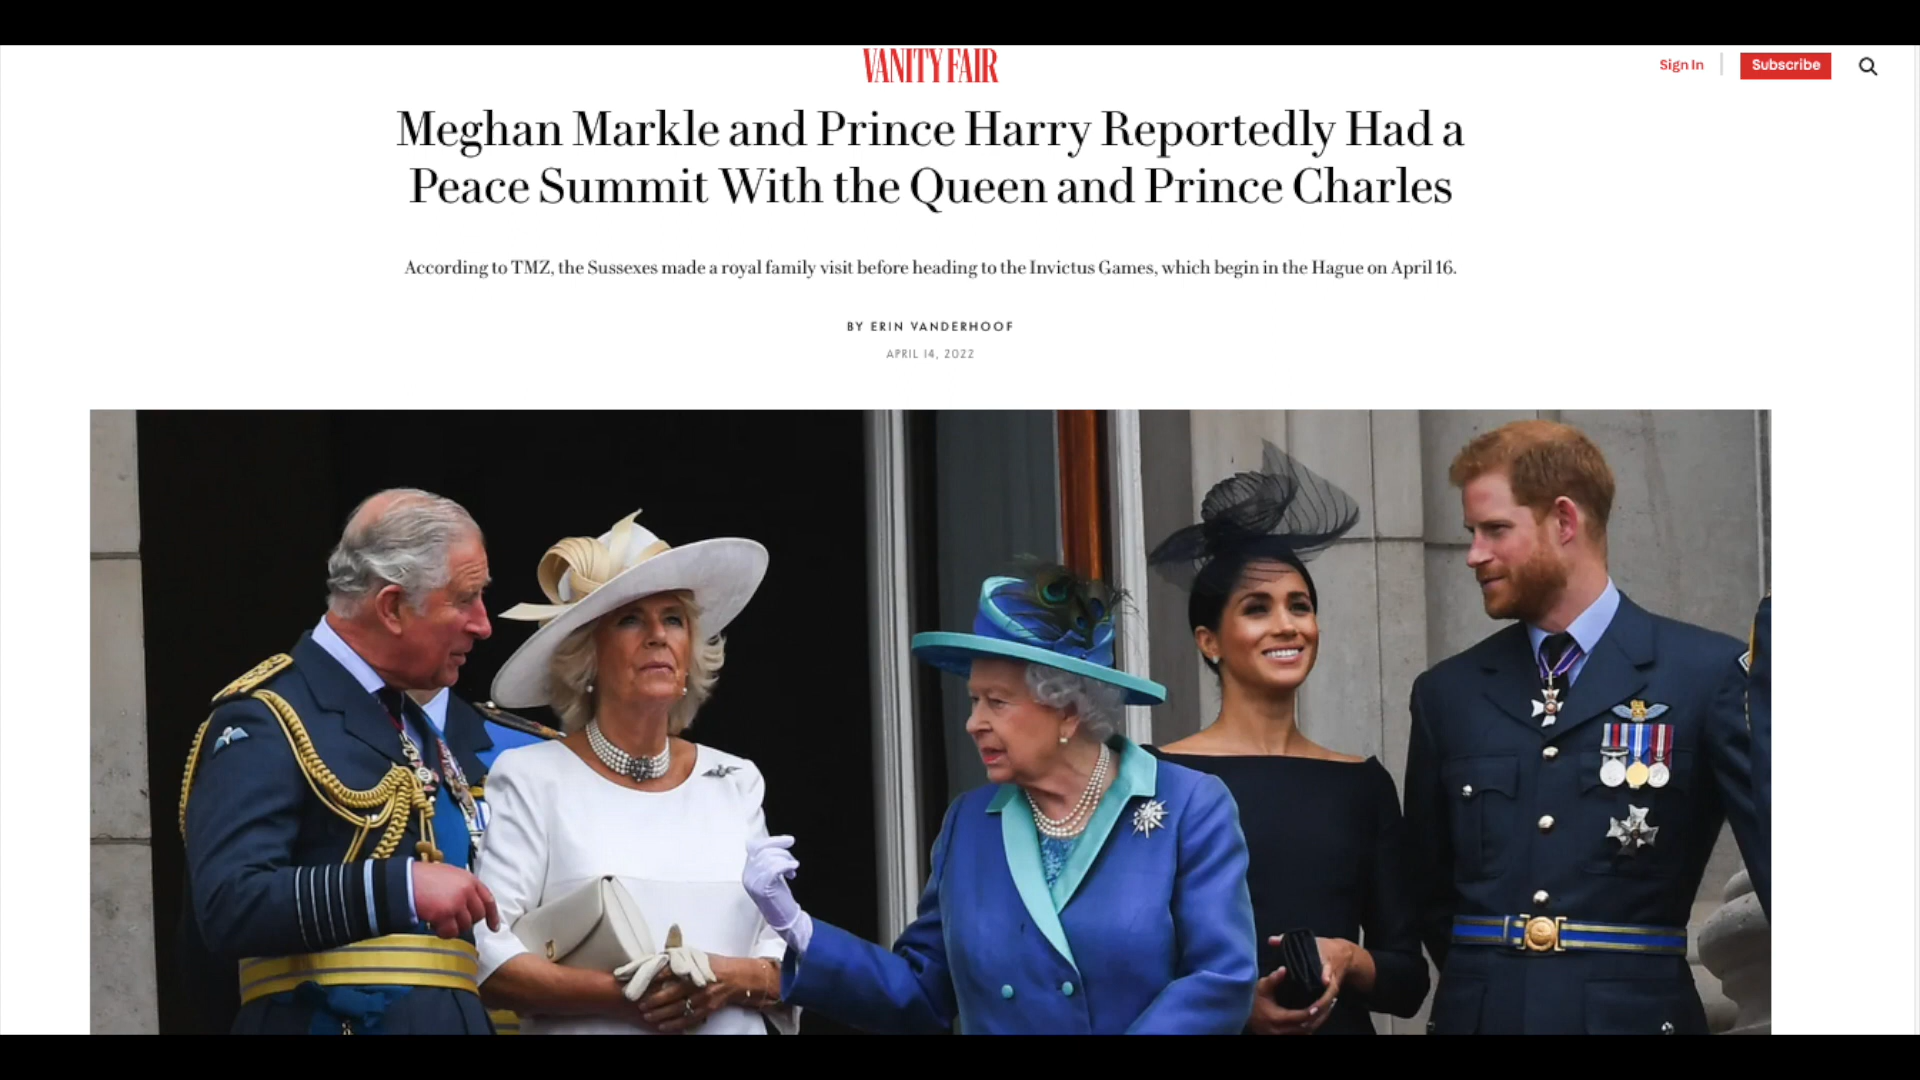 VANITY FAIR
Sign In
Subscribe
Meghan Markle and Prince Harry Reportedly Had a
Peace Summit With the Queen and Prince Charles
According to TMZ, the Sussexes made a royal family visit before heading to the Invictus Games, which begin in the Hague on April 16.
BY ERIN VANDERHOOF
APRIL 14, 2022